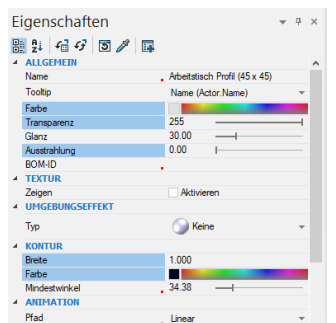 Eigenschaften
ALLGEMEIN
Name Arbeitstisch Profil (45 x 45)
Tooltip Name (Actor.Name)
Farbe
Transparenz 255
Glanz 30.00
Ausstrahlung 0.00
BOM-ID
TEXTUR
Zeigen Aktivieren
UMGEBUNGSEFFEKT
Typ Keine
KONTUR
Breite 1.000
Farbe
Mindestwinkel 34.38
ANIMATION
Pfad Linear